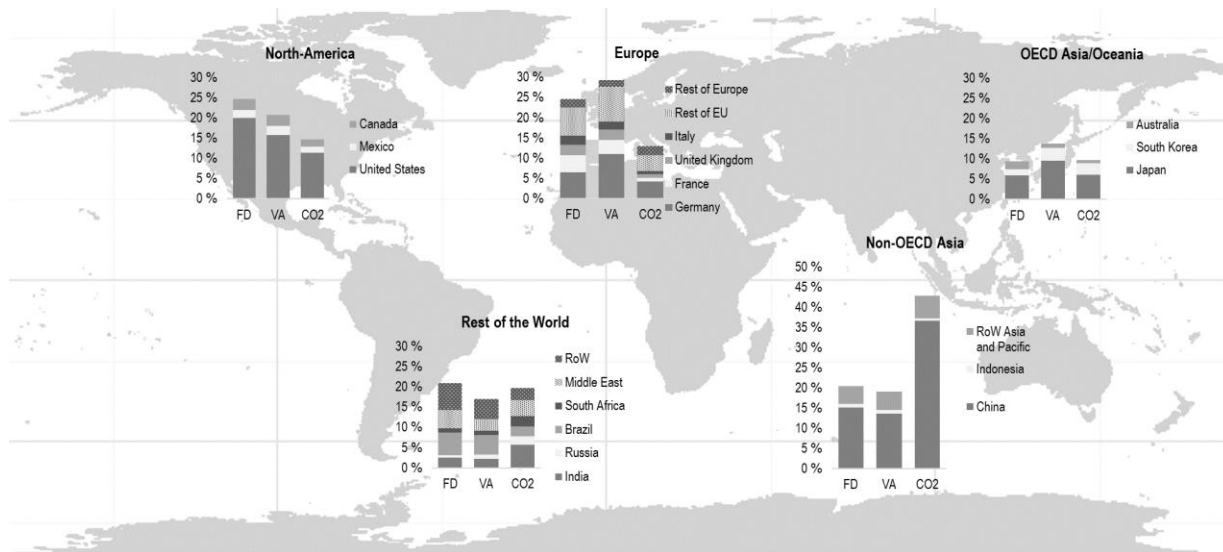 North-America
30 %
25 %
20 %
15 %
10 %
5 %
0 %
FD VA CO2
Canada
Mexico
United States
Europe
30 %
25 %
20 %
15 %
10 %
5 %
0 %
FD VA CO2
Rest of Europe
Rest of EU
Italy
United Kingdom
France
Germany
OECD Asia/Oceania
30 %
25 %
20 %
15 %
10 %
5 %
0 %
FD VA CO2
Australia
South Korea
Japan
Rest of the World
30 %
25 %
20 %
15 %
10 %
5 %
0 %
FD VA CO2
RoW
Middle East
South Africa
Brazil
Russia
India
Non-OECD Asia
50 %
45 %
40 %
35 %
30 %
25 %
20 %
15 %
10 %
5 %
0 %
FD VA CO2
RoW Asia
and Pacific
Indonesia
China